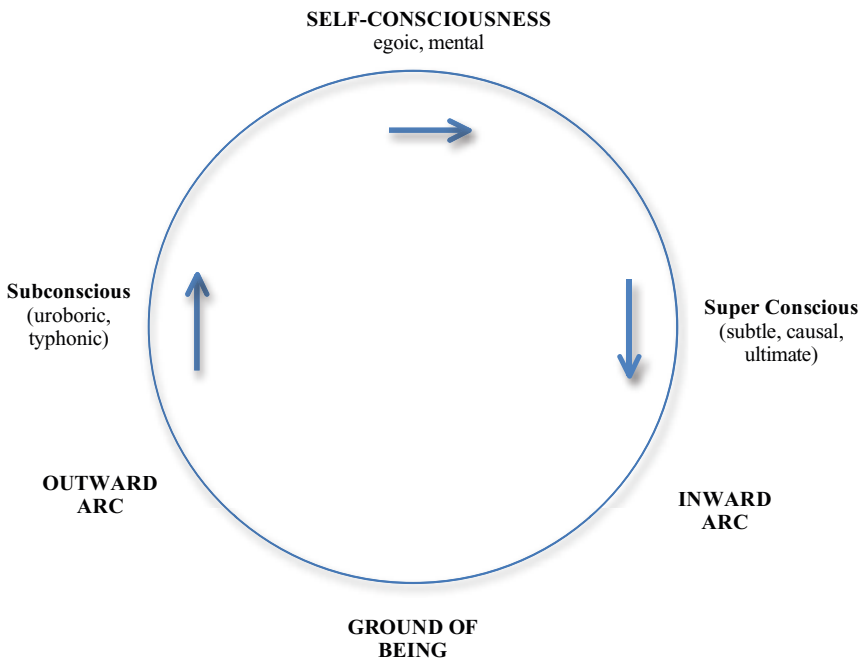 SELF-CONSCIOUSNESS
egoic, mental
Subconscious
(uroboric,
typhonic)
Super Conscious
(subtle, causal,
ultimate)
OUTWARD
ARC
INWARD
ARC
GROUND OF
BEING